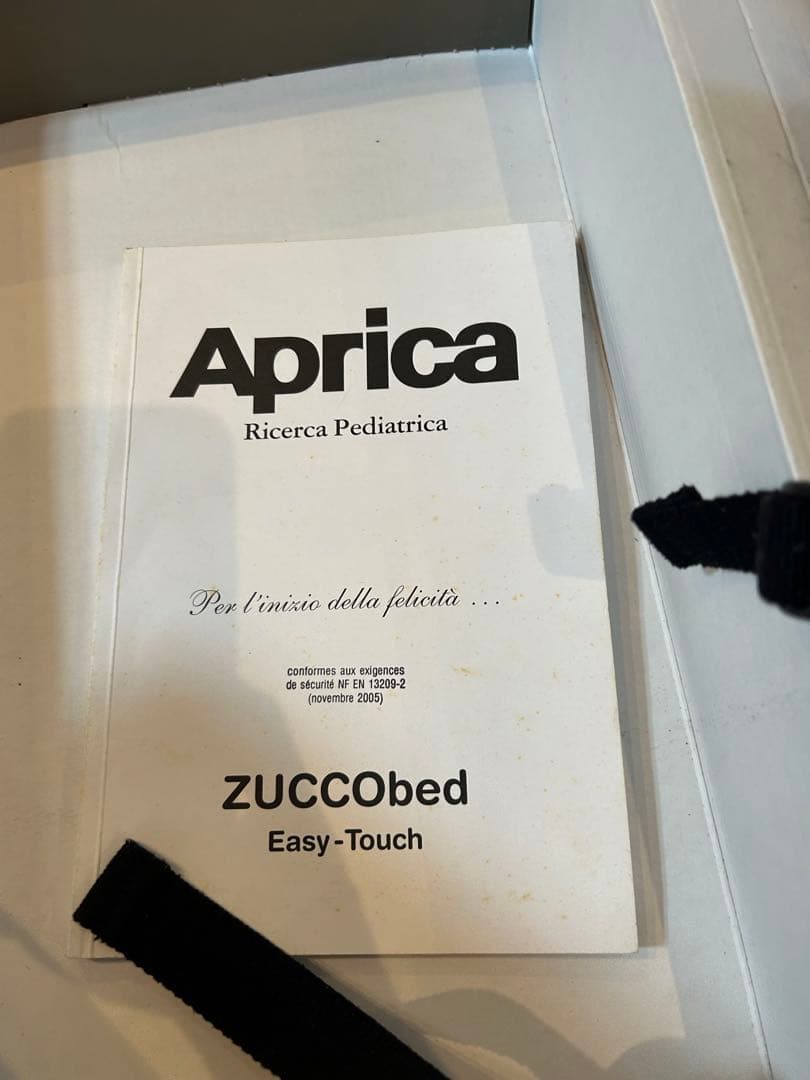 Aprica
Ricerca Pediatrica
Per l'inizio della felicità ...
conformes aux exigences
de sécurité NF EN 13209-2
(novembre 2005)
ZUCCObed
Easy-Touch